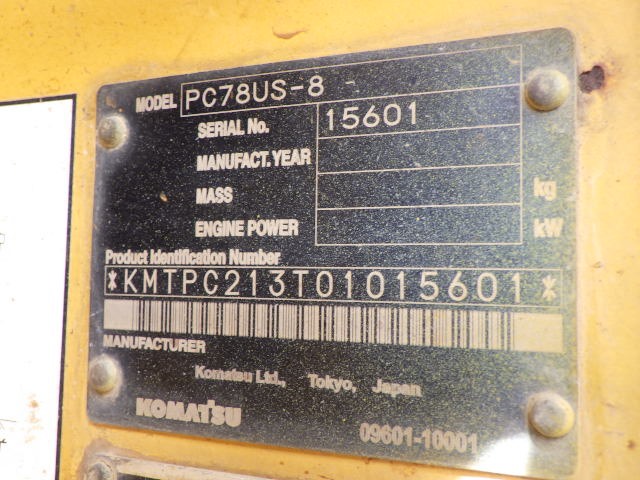 MODEL PC78US-8
SERIAL No. 15601
MANUFACT. YEAR
MASS kg
ENGINE POWER kW
Product Identification Number
*KMTPC213T01015601*
MANUFACTURER
Komatsu Ltd., Tokyo, Japan
KOMATSU 09601-10001